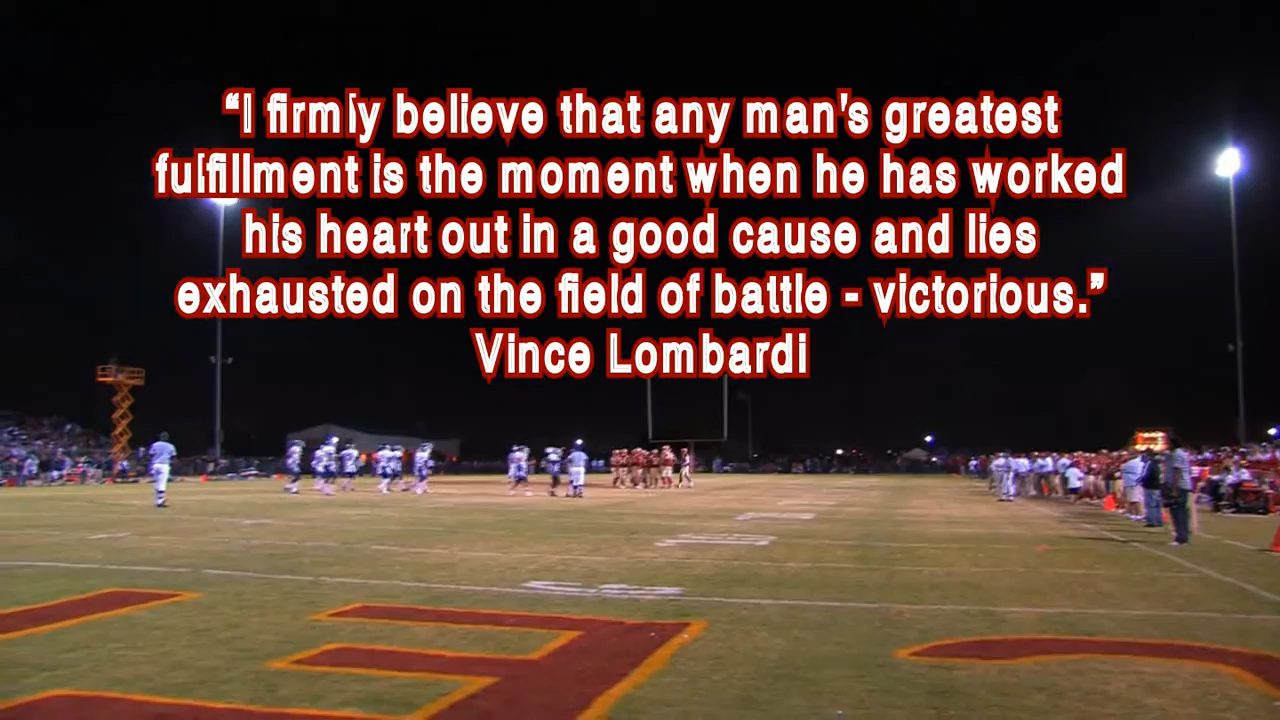 “I firmly believe that any man's greatest
fulfillment is the moment when he has worked
his heart out in a good cause and lies
exhausted on the field of battle - victorious.”
Vince Lombardi